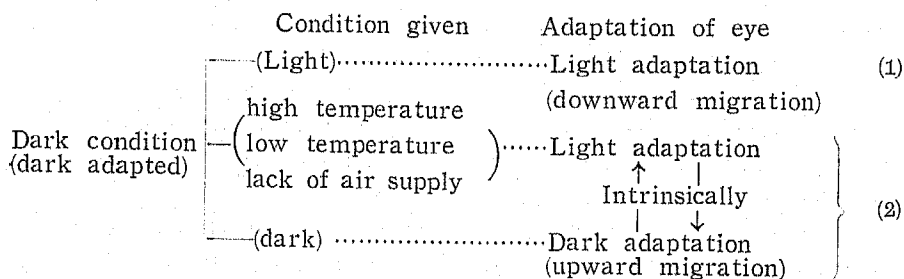 Condition given Adaptation of eye
(Light)..............................Light adaptation (1)
(downward migration)
high temperature
Dark condition low temperature ......Light adaptation
(dark adapted) lack of air supply
Intrinsically (2)
(dark) ..............................Dark adaptation
(upward migration)